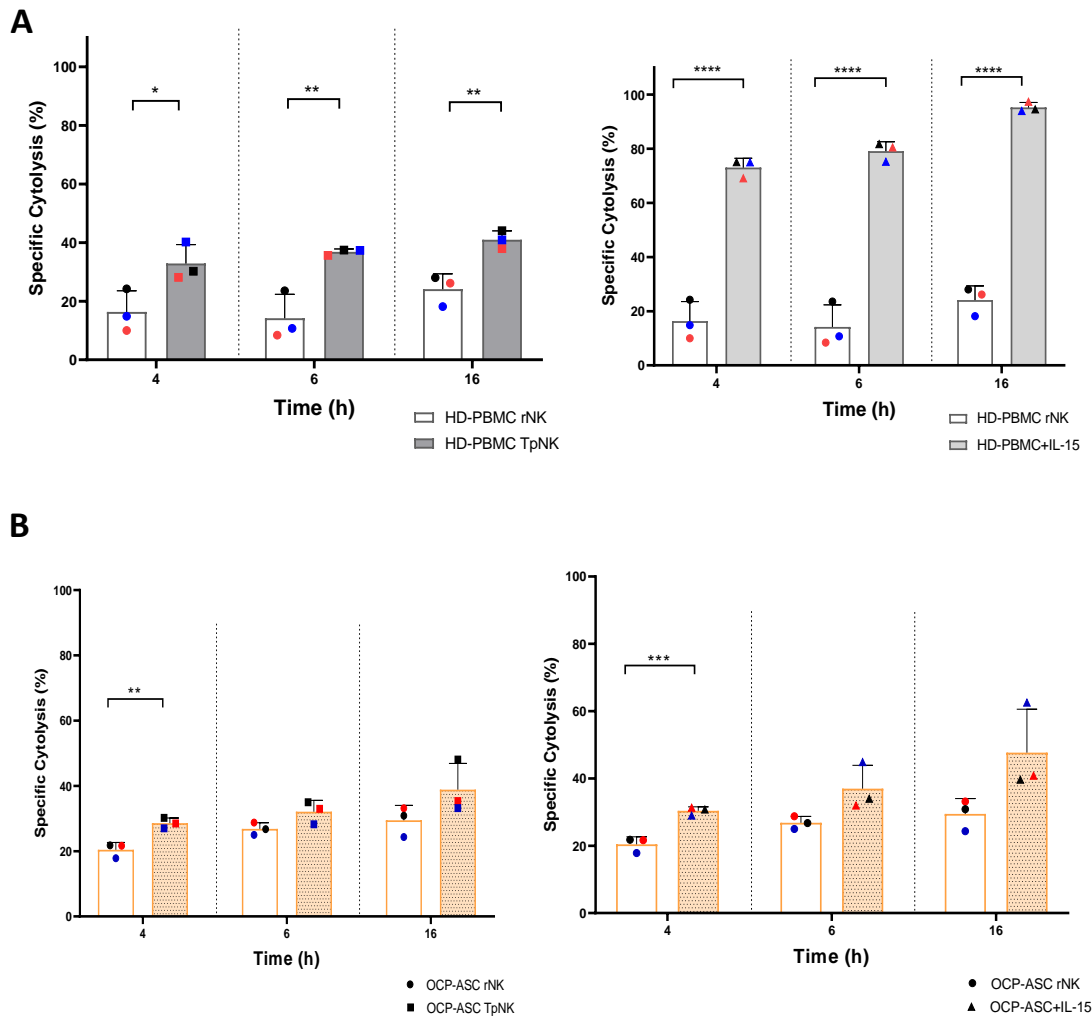 A
Specific Cytolysis (%)
100
80
60
40
20
0
*
**
**
4
6
16
Time (h)
HD-PBMC rNK
HD-PBMC TpNK
Specific Cytolysis (%)
100
80
60
40
20
0
****
****
****
4
6
16
Time (h)
HD-PBMC rNK
HD-PBMC+IL-15
B
Specific Cytolysis (%)
100
80
60
40
20
0
**
4
6
16
Time (h)
OCP-ASC rNK
OCP-ASC TpNK
Specific Cytolysis (%)
100
80
60
40
20
0
***
4
6
16
Time (h)
OCP-ASC rNK
OCP-ASC+IL-15